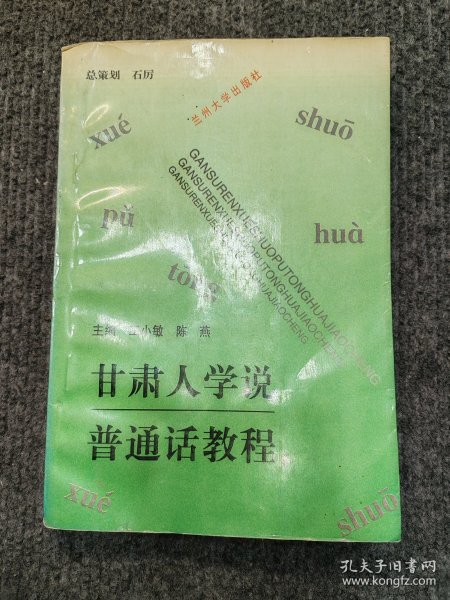 总策划 石厉
兰州大学出版社
xué
shuō
GANSURENXUESHUOPUTONGHUAJIAOCHENG
GANSURENXUESHUOPUTONGHUAJIAOCHENG
GANSURENXUESHUOPUTONGHUAJIAOCHENG
pǔ
huà
tōng
主编 小敏 陈 燕
甘肃人学说
普通话教程
xué
shuō
孔夫子旧书网
www.kongfz.com